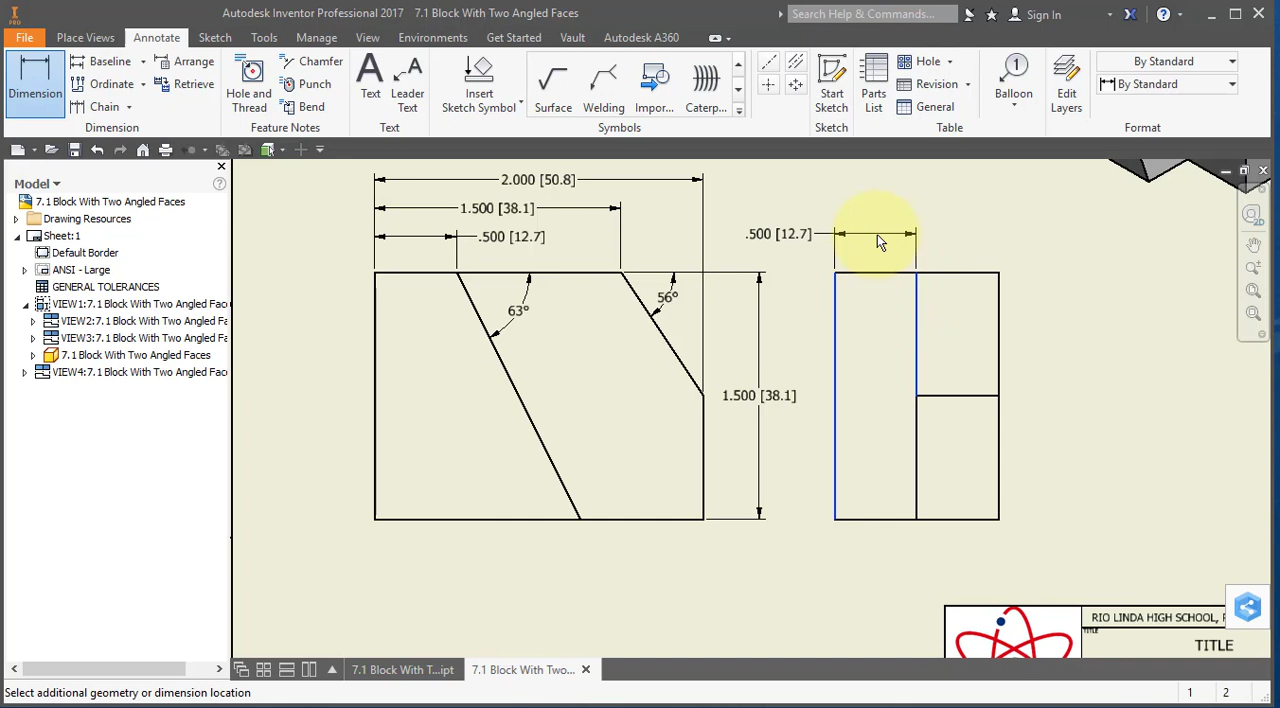 PRO
Autodesk Inventor Professional 2017 7.1 Block With Two Angled Faces
Search Help & Commands...
Sign In
File Place Views Annotate Sketch Tools Manage View Environments Get Started Vault Autodesk A360
Dimension
Baseline
Arrange
Ordinate
Retrieve
Chain
Dimension
Hole and Thread
Chamfer
Punch
Bend
Feature Notes
Text
Leader Text
Text
Insert Sketch Symbol
Surface
Welding
Impor...
Caterp...
Symbols
Start Sketch
Sketch
Parts List
Hole
Revision
General
Table
Balloon
1
Edit Layers
By Standard
By Standard
Format
Model
7.1 Block With Two Angled Faces
Drawing Resources
Sheet:1
Default Border
ANSI - Large
GENERAL TOLERANCES
VIEW1:7.1 Block With Two Angled Face
VIEW2:7.1 Block With Two Angled Fa
VIEW3:7.1 Block With Two Angled Fa
7.1 Block With Two Angled Faces
VIEW4:7.1 Block With Two Angled Face
2.000 [50.8]
1.500 [38.1]
.500 [12.7]
.500 [12.7]
63°
56°
1.500 [38.1]
RIO LINDA HIGH SCHOOL,
TITLE
TITLE
7.1 Block With T...ipt
7.1 Block With Two...
Select additional geometry or dimension location
1 2